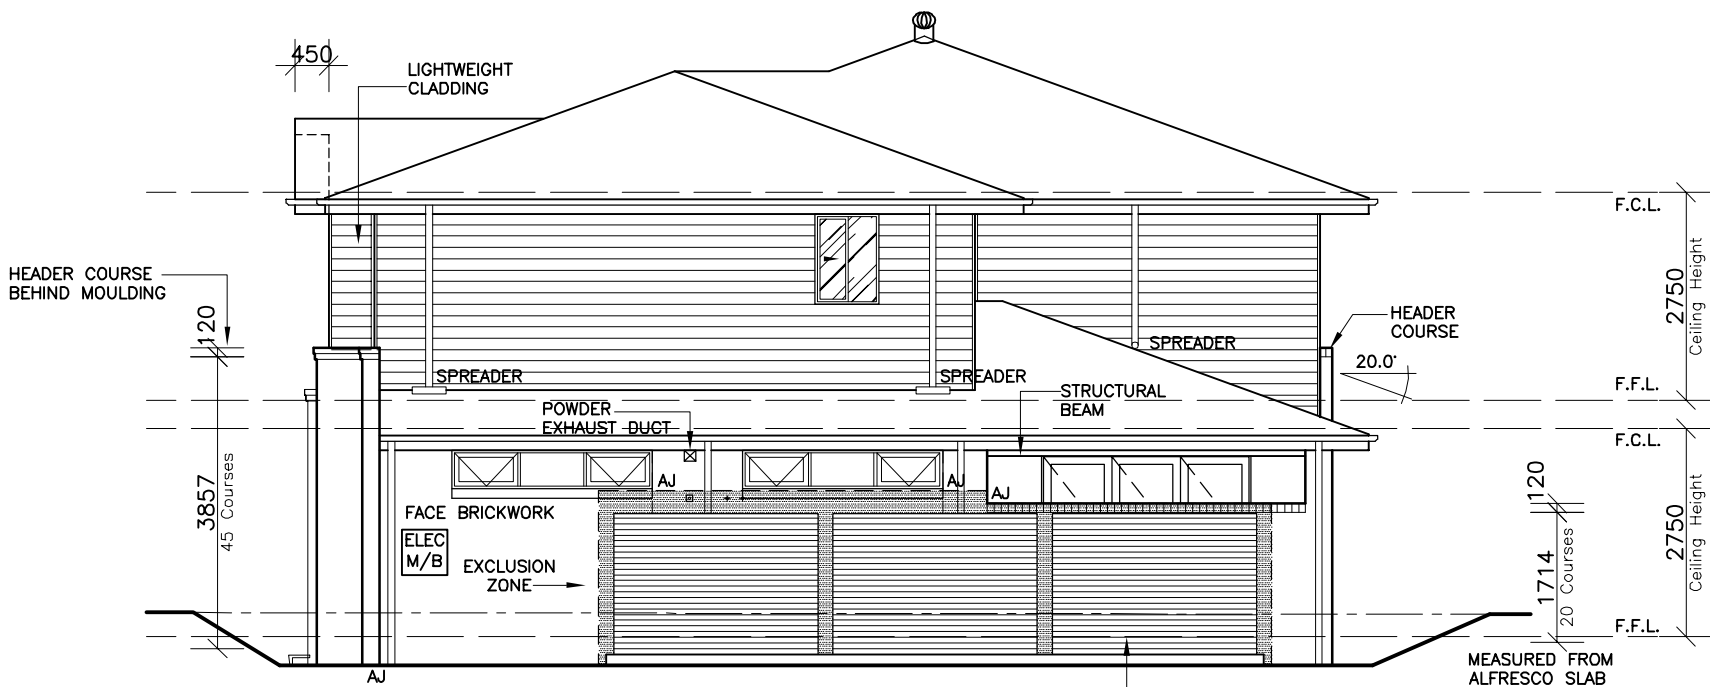 450
LIGHTWEIGHT
CLADDING
F.C.L.
HEADER COURSE
BEHIND MOULDING
2750
Ceiling Height
120
HEADER
COURSE
SPREADER
20.0°
SPREADER
SPREADER
F.F.L.
STRUCTURAL
BEAM
POWDER
EXHAUST DUCT
F.C.L.
3857
45 Courses
AJ
AJ
AJ
120
FACE BRICKWORK
ELEC
M/B
EXCLUSION
ZONE
2750
Ceiling Height
1714
20 Courses
F.F.L.
MEASURED FROM
ALFRESCO SLAB
AJ